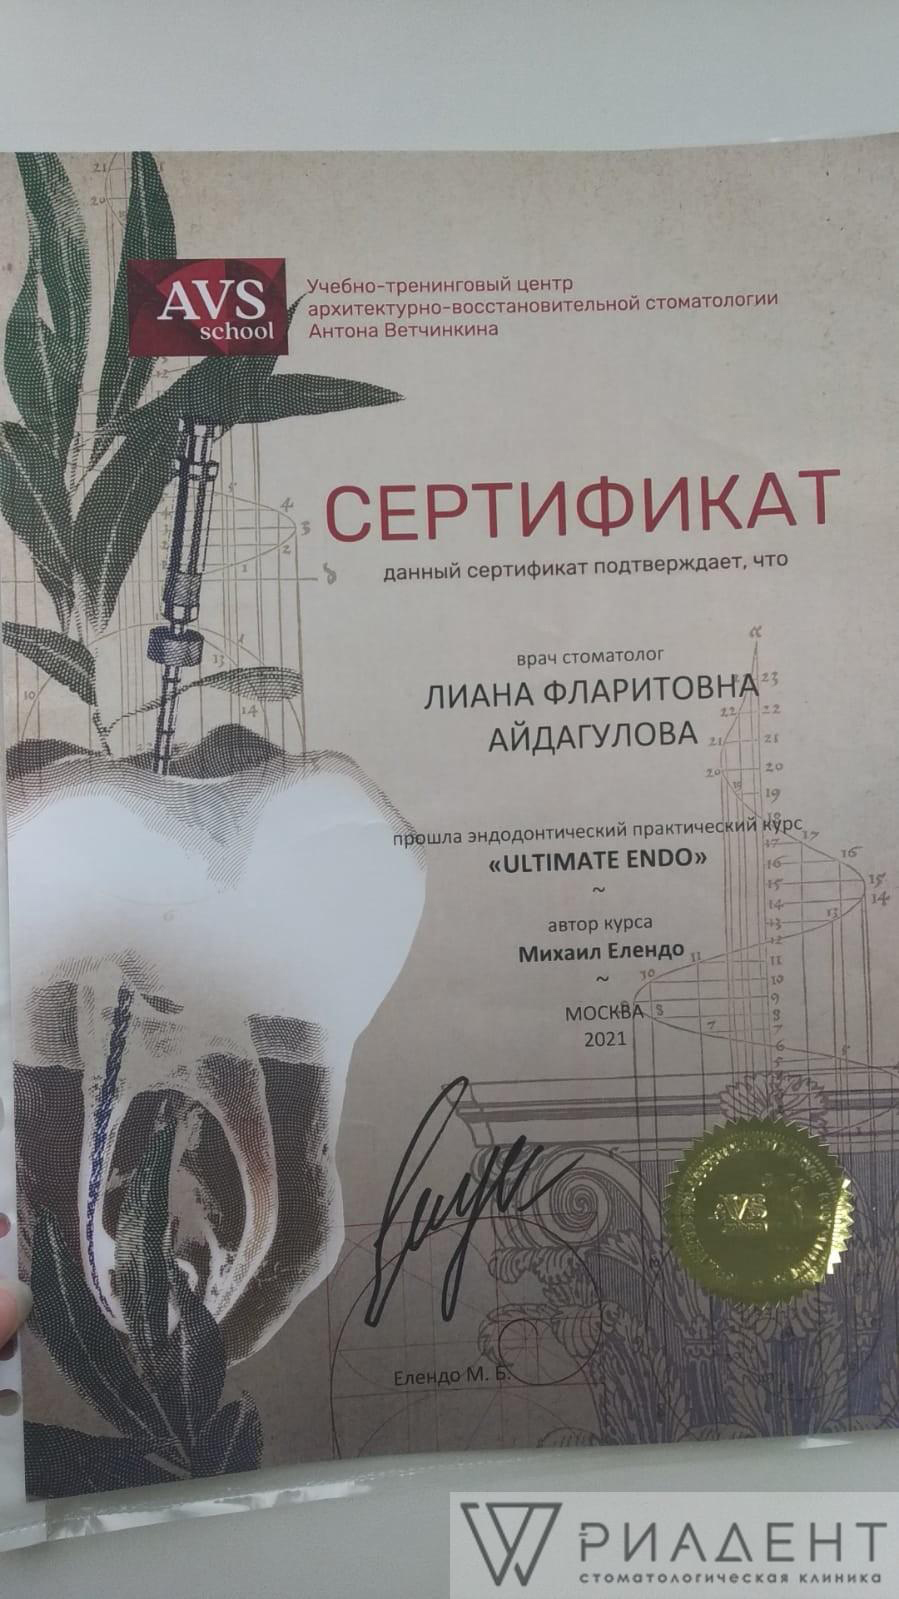 AVS
school
Учебно-тренинговый центр
архитектурно-восстановительной стоматологии
Антона Ветчинкина
СЕРТИФИКАТ
данный сертификат подтверждает, что
врач стоматолог
ЛИАНА ФЛАРИТОВНА
АЙДАГУЛОВА
прошла эндодонтический практический курс
«ULTIMATE ENDO»
~
автор курса
Михаил Елендо
~
МОСКВА
2021
AVS
Елендо М. Б.
РИАДЕНТ
стоматологическая клиника